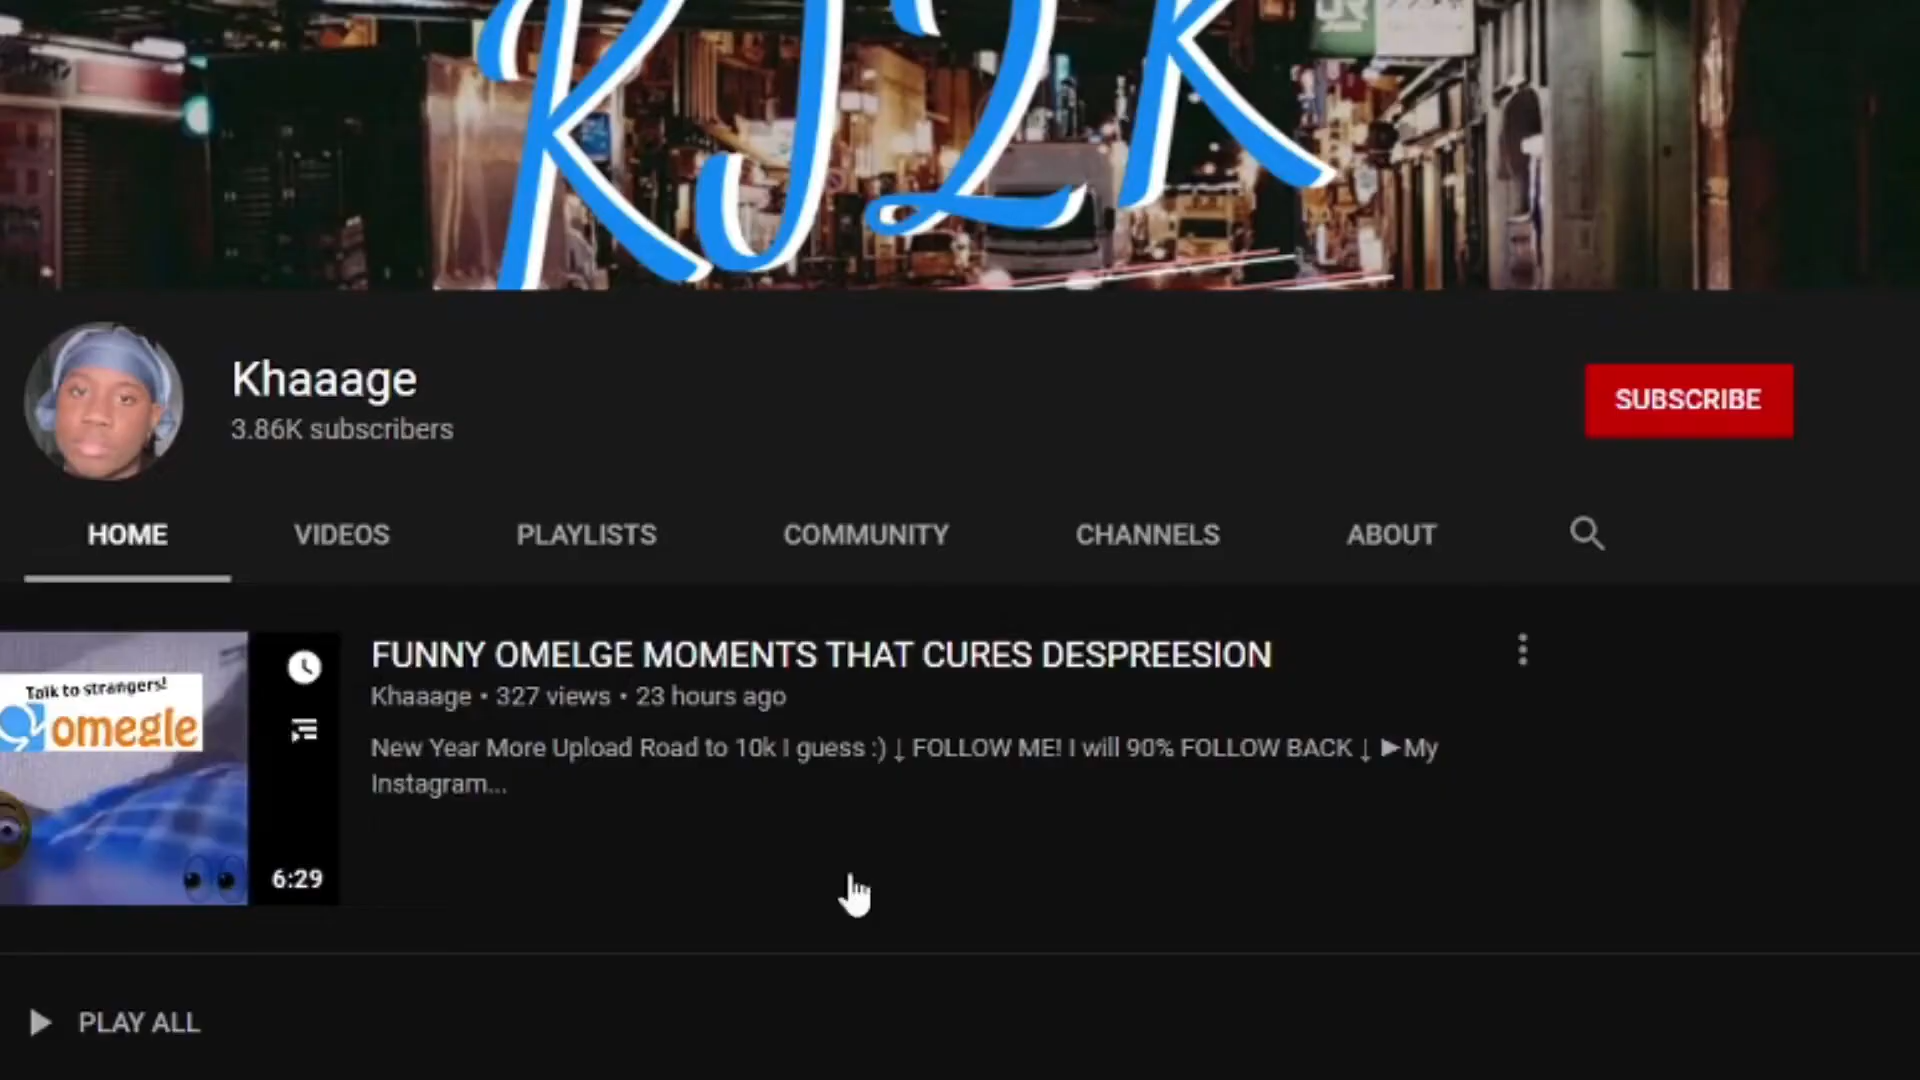 RJ2K
Khaaage
3.86K subscribers
SUBSCRIBE
HOME VIDEOS PLAYLISTS COMMUNITY CHANNELS ABOUT
Talk to strangers!
omegle
6:29
FUNNY OMELGE MOMENTS THAT CURES DESPREESION
Khaaage • 327 views • 23 hours ago
New Year More Upload Road to 10k I guess :) ↓ FOLLOW ME! I will 90% FOLLOW BACK ↓ ►My
Instagram...
PLAY ALL